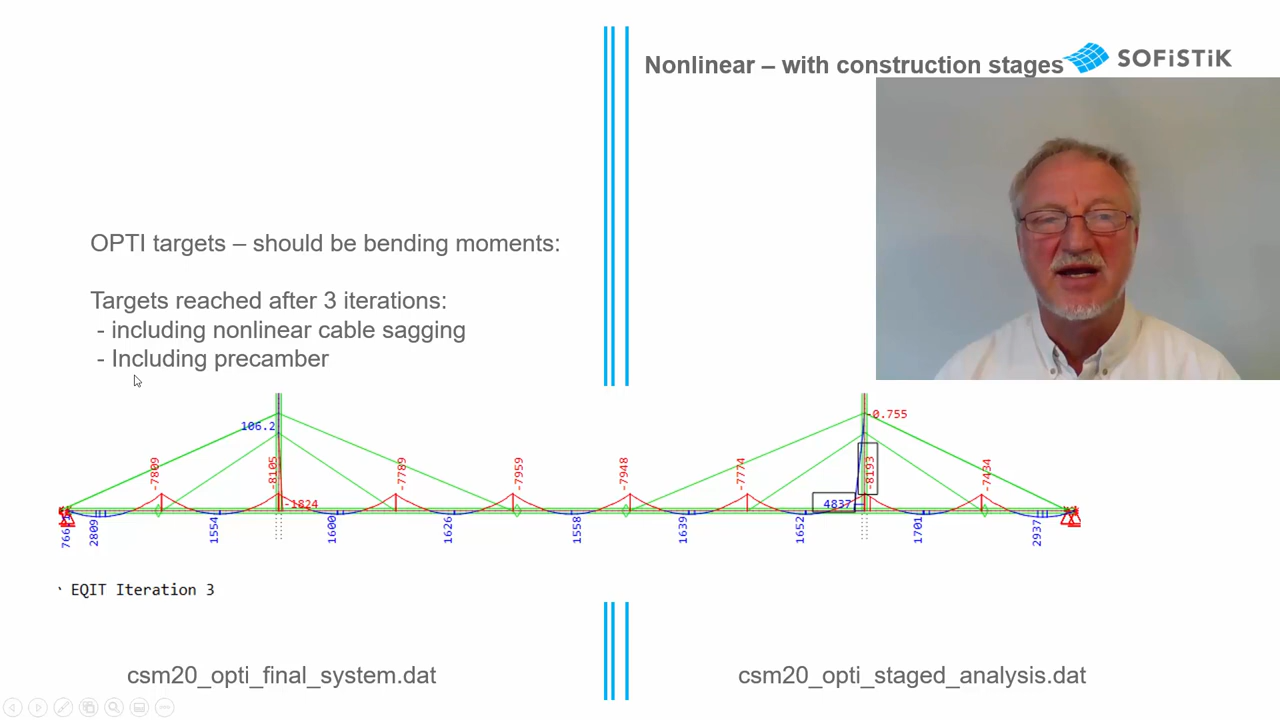 Nonlinear – with construction stages
SOFiSTiK
OPTI targets – should be bending moments:
Targets reached after 3 iterations:
- including nonlinear cable sagging
- Including precamber
106.2
-0.755
-7809
-8105
-7789
-7959
-7948
-7774
-8193
-7434
-1824
4837
2809
1554
1600
1626
1558
1639
1652
1701
2937
` EQIT Iteration 3
csm20_opti_final_system.dat
csm20_opti_staged_analysis.dat